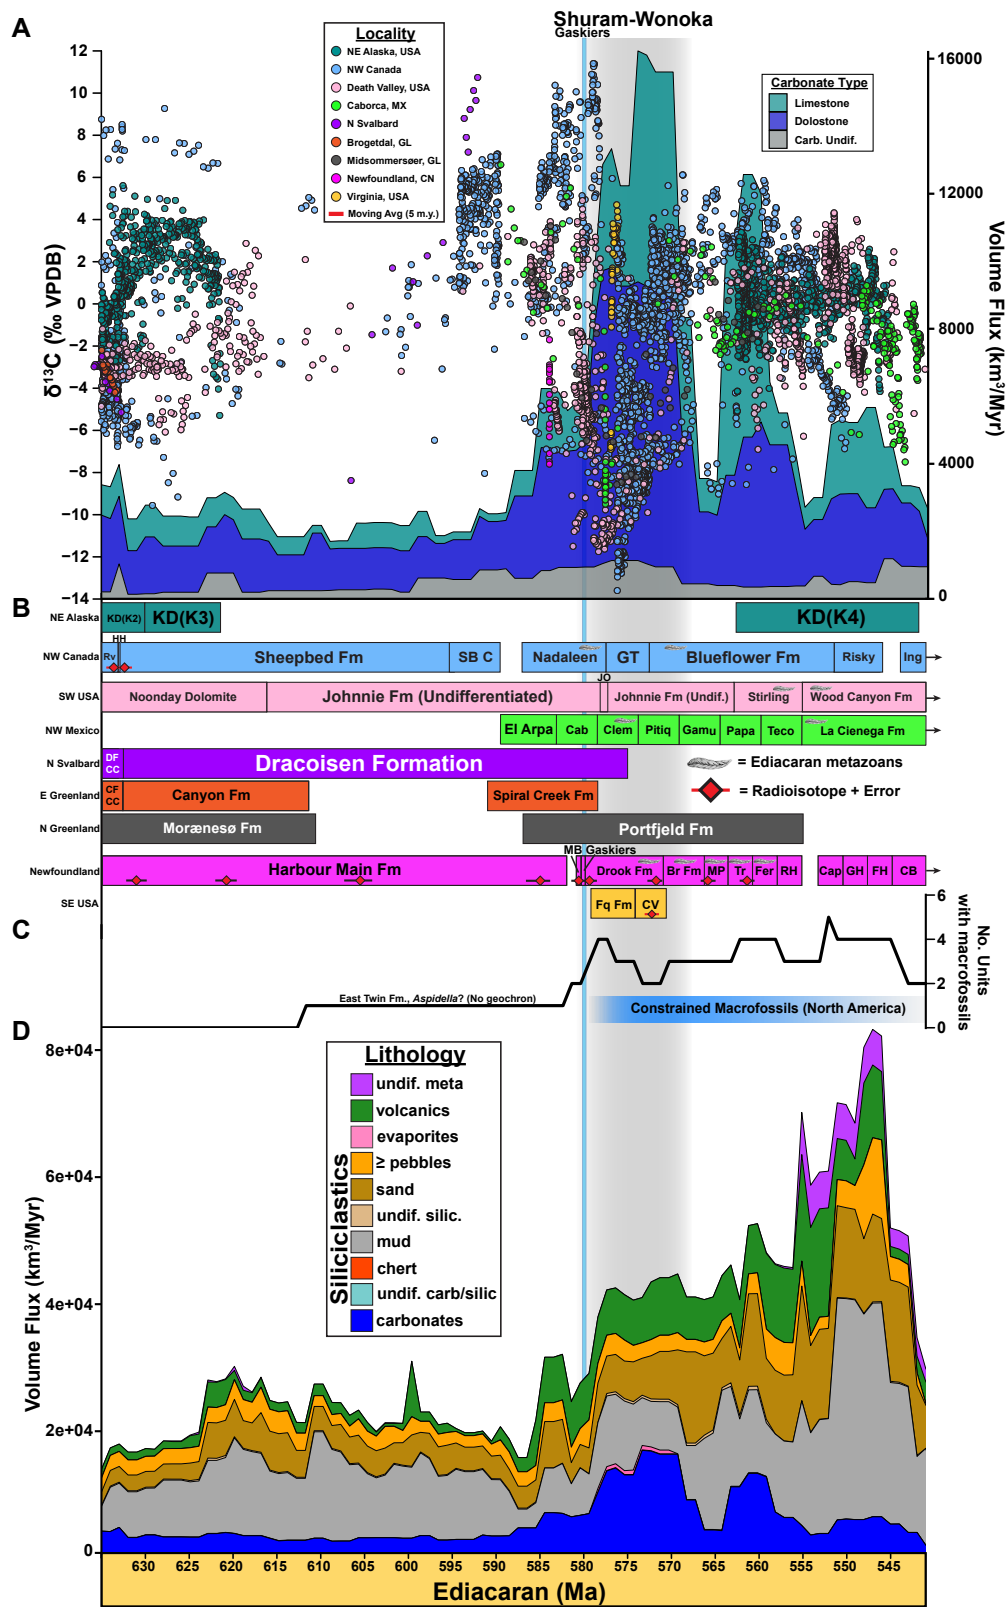 Shuram-Wonoka
Gaskiers
A
Locality
NE Alaska, USA
NW Canada
Death Valley, USA
Caborca, MX
N Svalbard
Brogetdal, GL
Midsommersøer, GL
Newfoundland, CN
Virginia, USA
Moving Avg (5 m.y.)
Carbonate Type
Limestone
Dolostone
Carb. Undif.
12
10
8
6
4
2
0
−2
−4
−6
−8
−10
−12
−14
δ13C (‰ VPDB)
16000
12000
8000
4000
0
Volume Flux (km3/Myr)
B
NE Alaska
KD(K2)
KD(K3)
KD(K4)
HH
NW Canada
Rv
Sheepbed Fm
SB C
Nadaleen
GT
Blueflower Fm
Risky
Ing
JO
SW USA
Noonday Dolomite
Johnnie Fm (Undifferentiated)
Johnnie Fm (Undif.)
Stirling
Wood Canyon Fm
NW Mexico
El Arpa
Cab
Clem
Pitiq
Gamu
Papa
Teco
La Cienega Fm
N Svalbard
DF
CC
Dracoisen Formation
= Ediacaran metazoans
E Greenland
CF
CC
Canyon Fm
Spiral Creek Fm
= Radioisotope + Error
N Greenland
Morænesø Fm
Portfjeld Fm
MB
Gaskiers
Newfoundland
Harbour Main Fm
Drook Fm
Br Fm
MP
Tr
Fer
RH
Cap
GH
FH
CB
SE USA
Fq Fm
CV
C
6
4
2
0
No. Units
with macrofossils
East Twin Fm., Aspidella? (No geochron)
Constrained Macrofossils (North America)
D
8e+04
6e+04
4e+04
2e+04
0
Volume Flux (km3/Myr)
Lithology
Siliciclastics
undif. meta
volcanics
evaporites
≥ pebbles
sand
undif. silic.
mud
chert
undif. carb/silic
carbonates
630 625 620 615 610 605 600 595 590 585 580 575 570 565 560 555 550 545
Ediacaran (Ma)